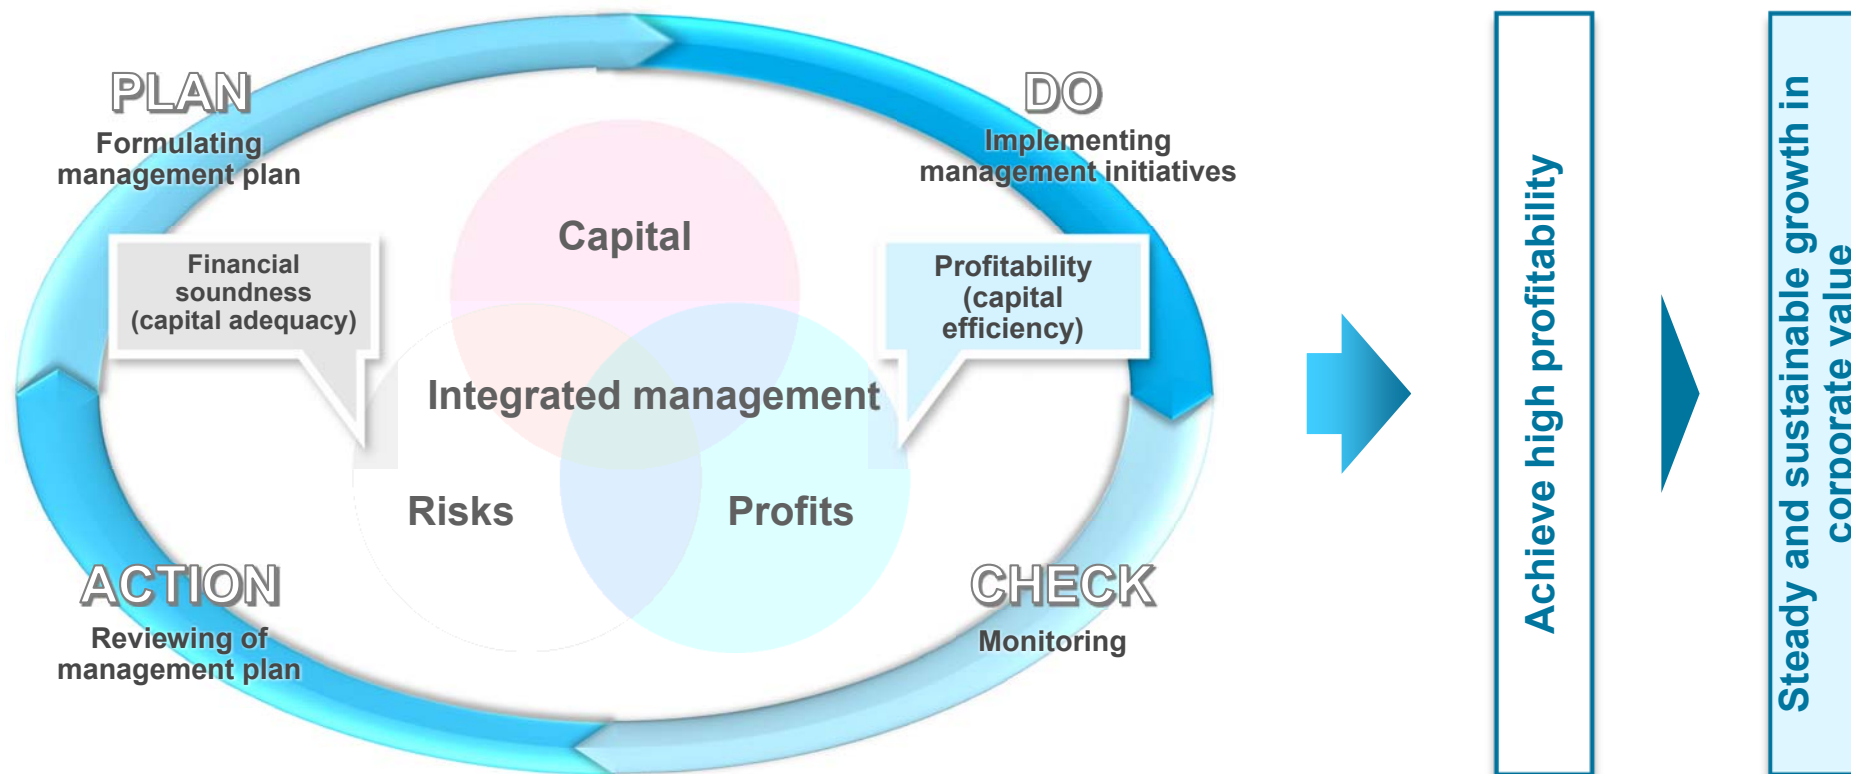 PLAN
Formulating
management plan
DO
Implementing
management initiatives
Capital
Financial
soundness
(capital adequacy)
Profitability
(capital
efficiency)
Integrated management
Risks
Profits
ACTION
Reviewing of
management plan
CHECK
Monitoring
Achieve high profitability
Steady and sustainable growth in
corporate value